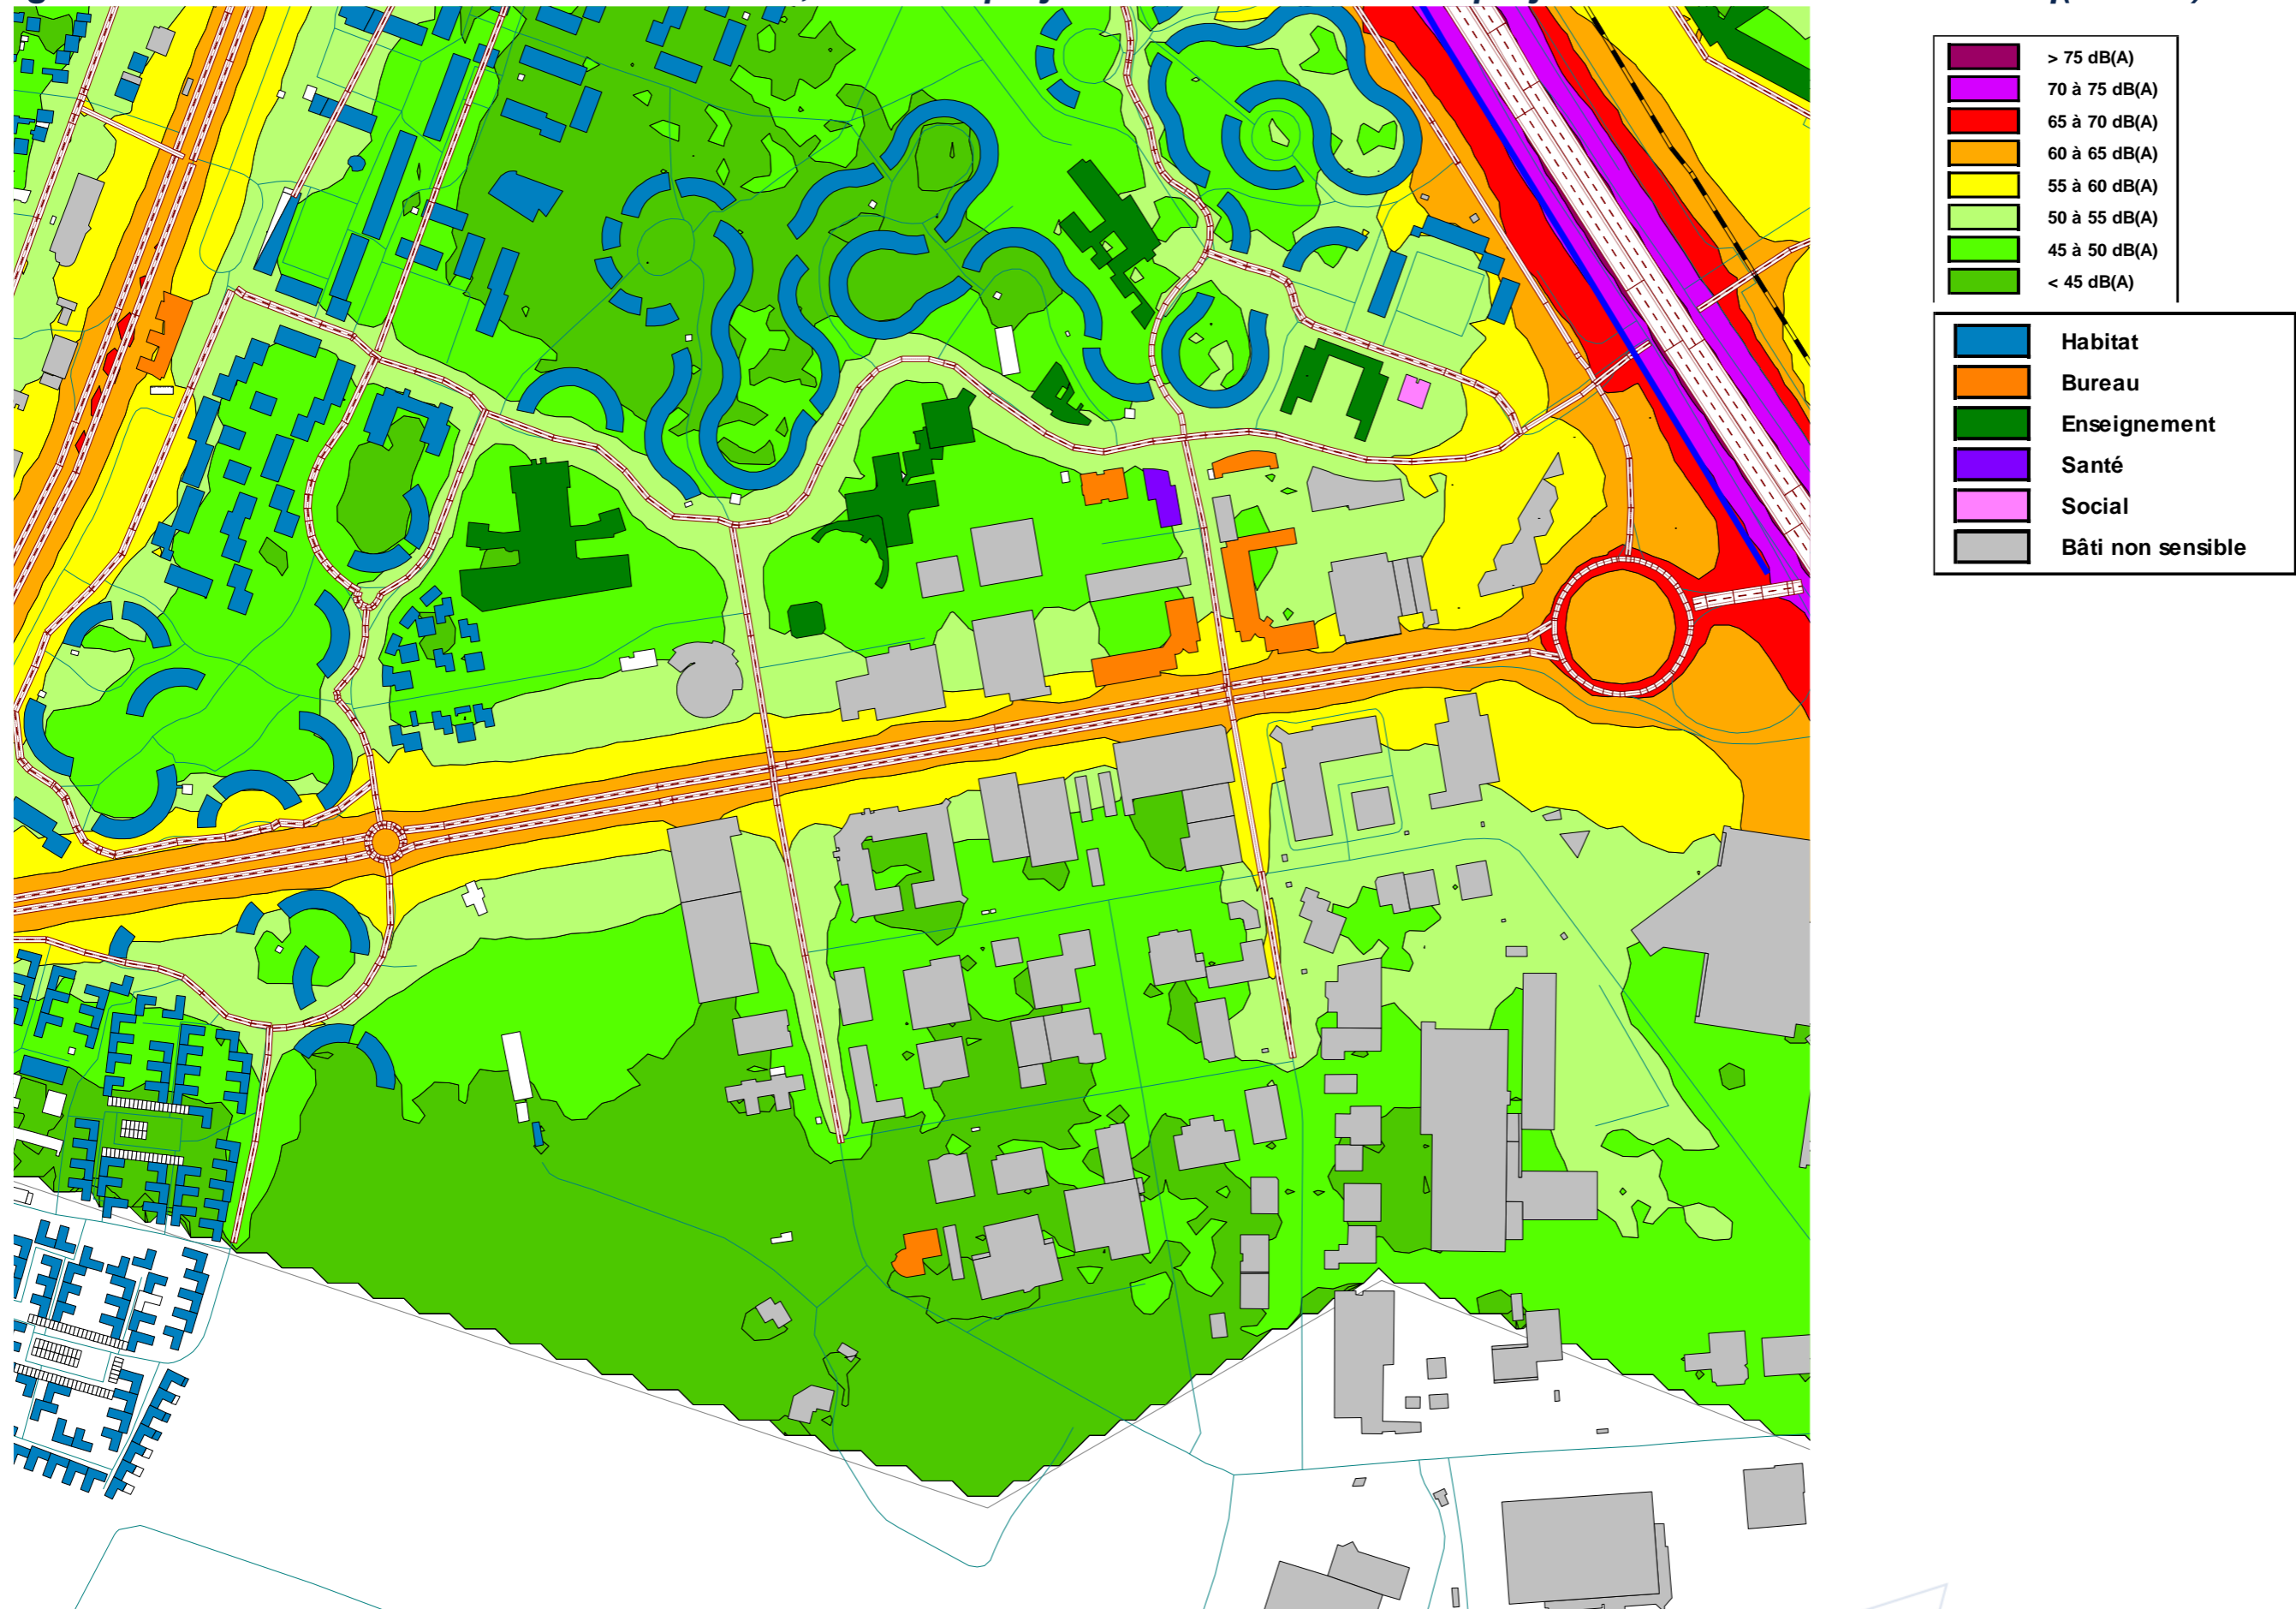 > 75 dB(A)
70 à 75 dB(A)
65 à 70 dB(A)
60 à 65 dB(A)
55 à 60 dB(A)
50 à 55 dB(A)
45 à 50 dB(A)
< 45 dB(A)
Habitat
Bureau
Enseignement
Santé
Social
Bâti non sensible